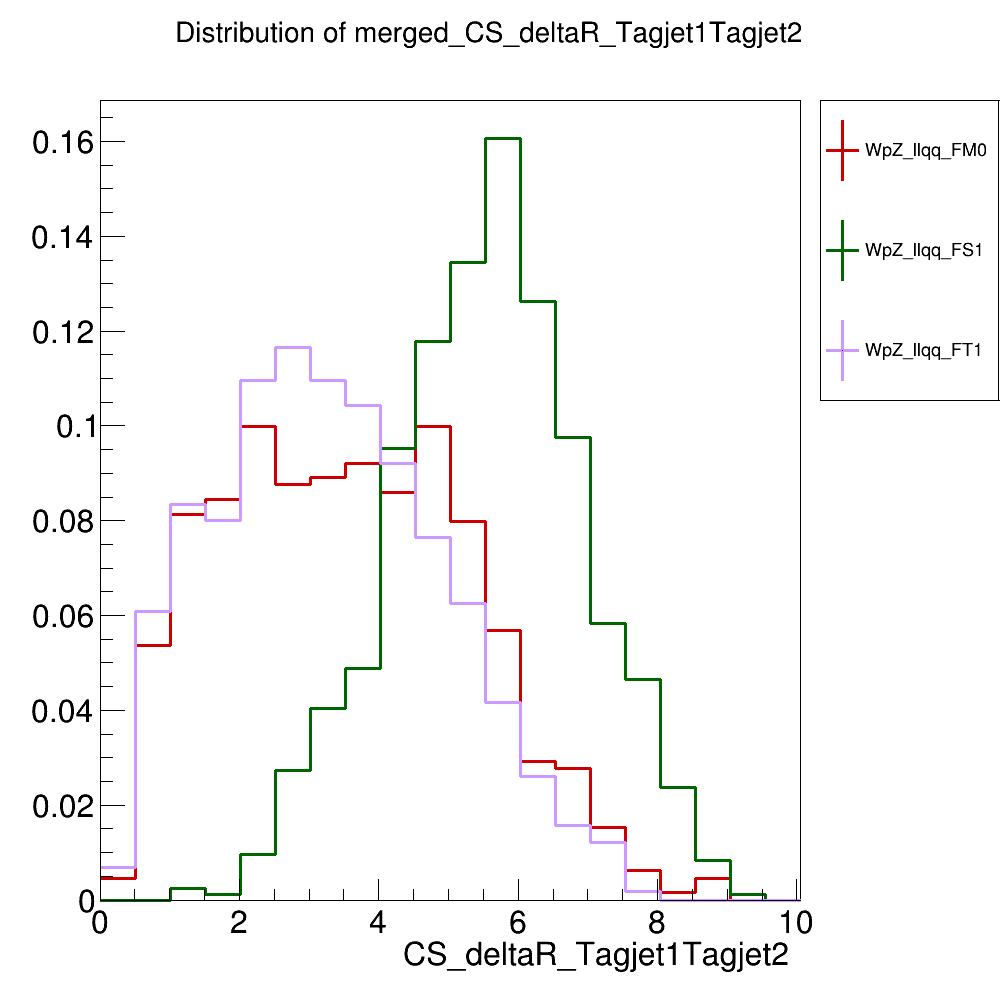 Distribution of merged_CS_deltaR_Tagjet1Tagjet2
0.16
0.14
0.12
0.1
0.08
0.06
0.04
0.02
0
0 2 4 6 8 10
CS_deltaR_Tagjet1Tagjet2
WpZ_llqq_FM0
WpZ_llqq_FS1
WpZ_llqq_FT1